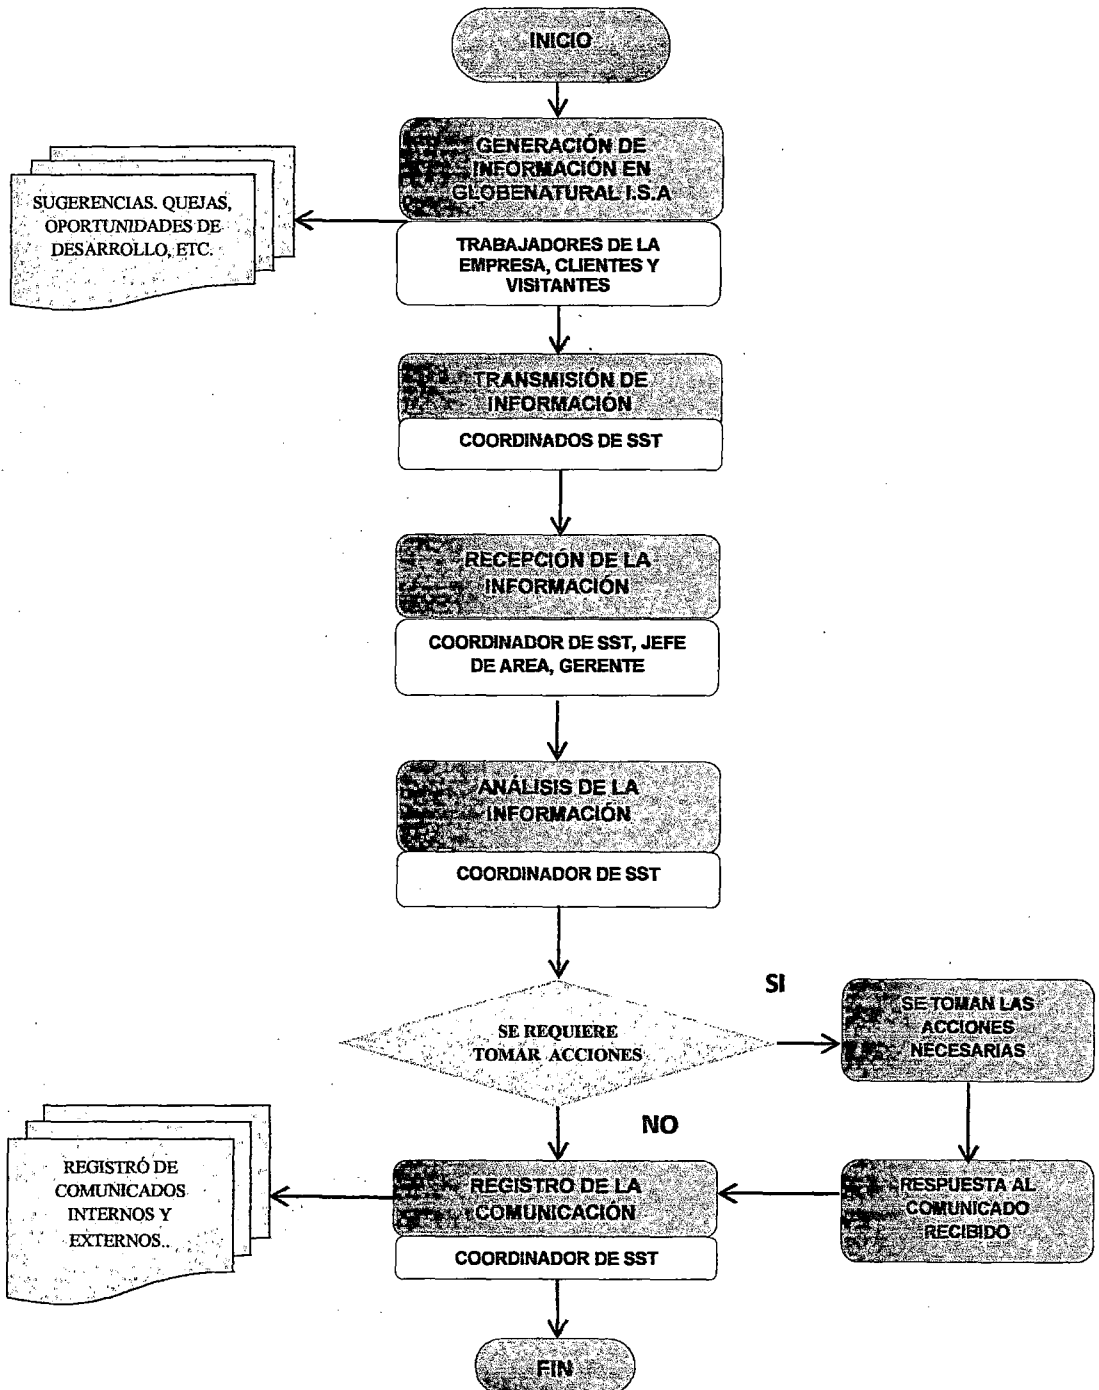 INICIO
GENERACIÓN DE
INFORMACIÓN EN
GLOBENATURAL I.S.A
SUGERENCIAS. QUEJAS,
OPORTUNIDADES DE
DESARROLLO, ETC.
TRABAJADORES DE LA
EMPRESA, CLIENTES Y
VISITANTES
TRANSMISIÓN DE
INFORMACIÓN
COORDINADOS DE SST
RECEPCIÓN DE LA
INFORMACIÓN
COORDINADOR DE SST, JEFE
DE AREA, GERENTE
ANÁLISIS DE LA
INFORMACIÓN
COORDINADOR DE SST
SE REQUIERE
TOMAR ACCIONES
SI
SE TOMAN LAS
ACCIONES
NECESARIAS
NO
REGISTRÓ DE
COMUNICADOS
INTERNOS Y
EXTERNOS..
REGISTRO DE LA
COMUNICACIÓN
COORDINADOR DE SST
RESPUESTA AL
COMUNICADO
RECIBIDO
FIN